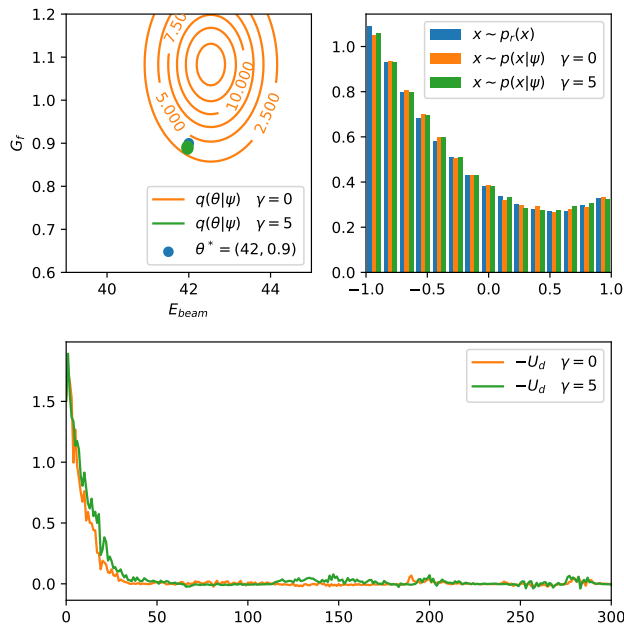 1.2
1.1
1.0
0.9
0.8
0.7
0.6
G_f
7.50
5.000
10.000
2.500
q(θ|ψ) γ = 0
q(θ|ψ) γ = 5
θ* = (42, 0.9)
40 42 44
E_beam
1.0
0.8
0.6
0.4
0.2
0.0
x ~ p_r(x)
x ~ p(x|ψ) γ = 0
x ~ p(x|ψ) γ = 5
−1.0 −0.5 0.0 0.5 1.0
1.5
1.0
0.5
0.0
−U_d γ = 0
−U_d γ = 5
0 50 100 150 200 250 300